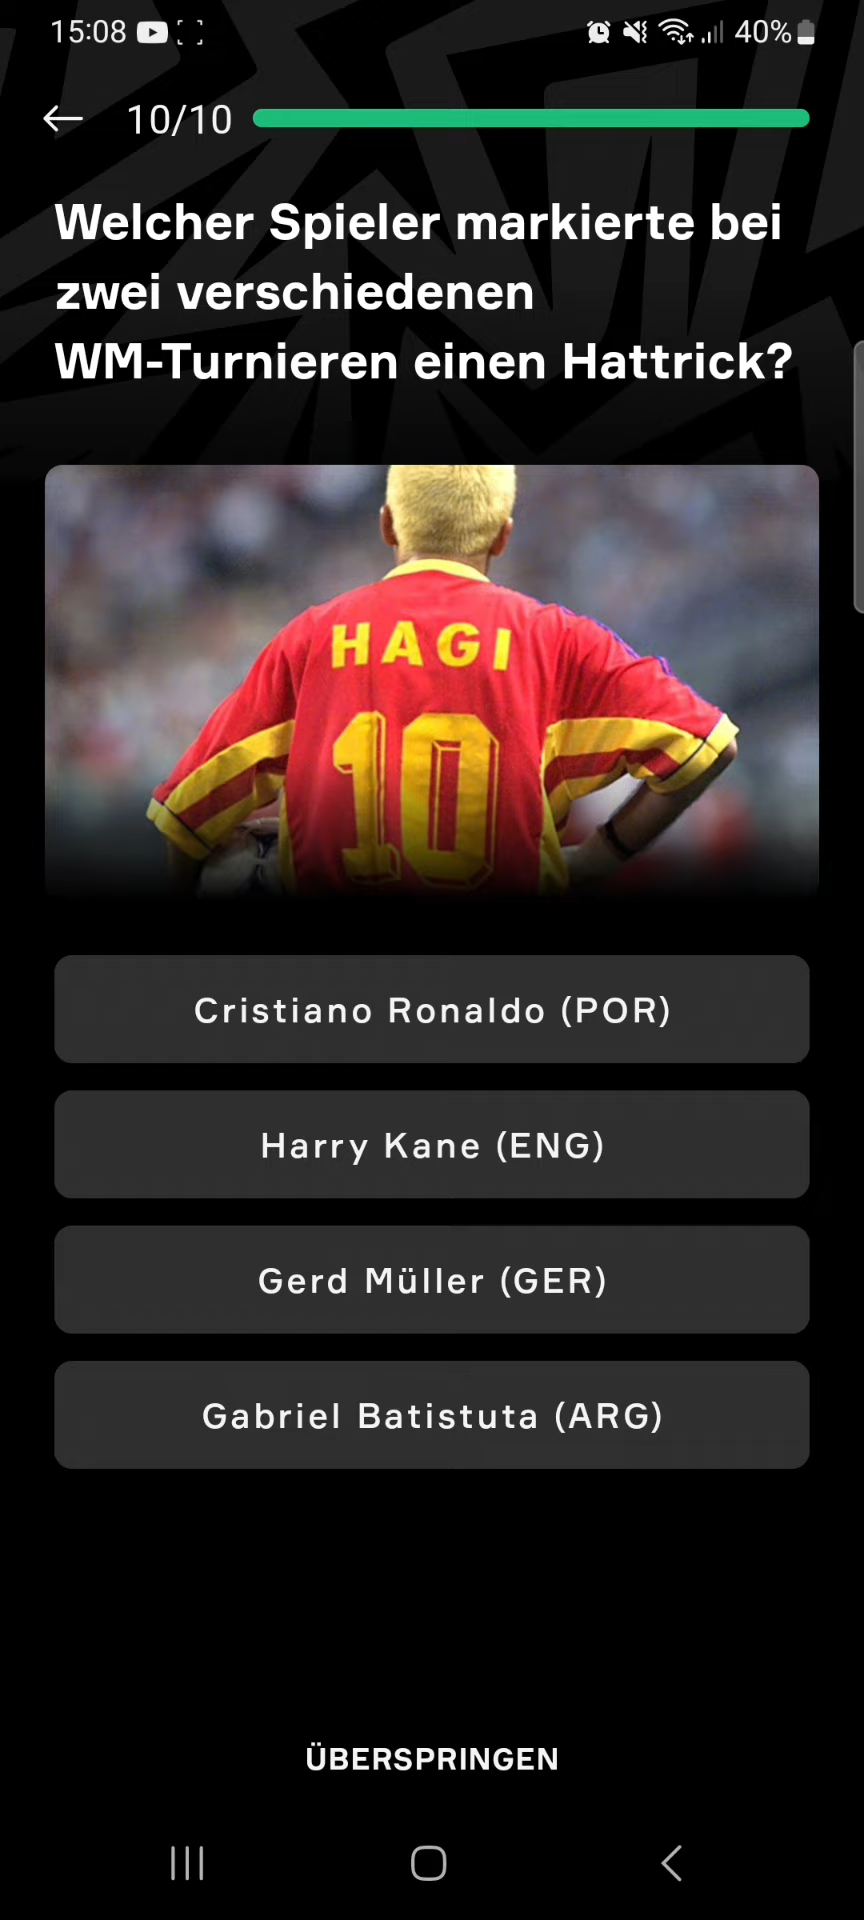 15:08 40%
10/10
Welcher Spieler markierte bei
zwei verschiedenen
WM-Turnieren einen Hattrick?
HAGI
10
Cristiano Ronaldo (POR)
Harry Kane (ENG)
Gerd Müller (GER)
Gabriel Batistuta (ARG)
ÜBERSPRINGEN